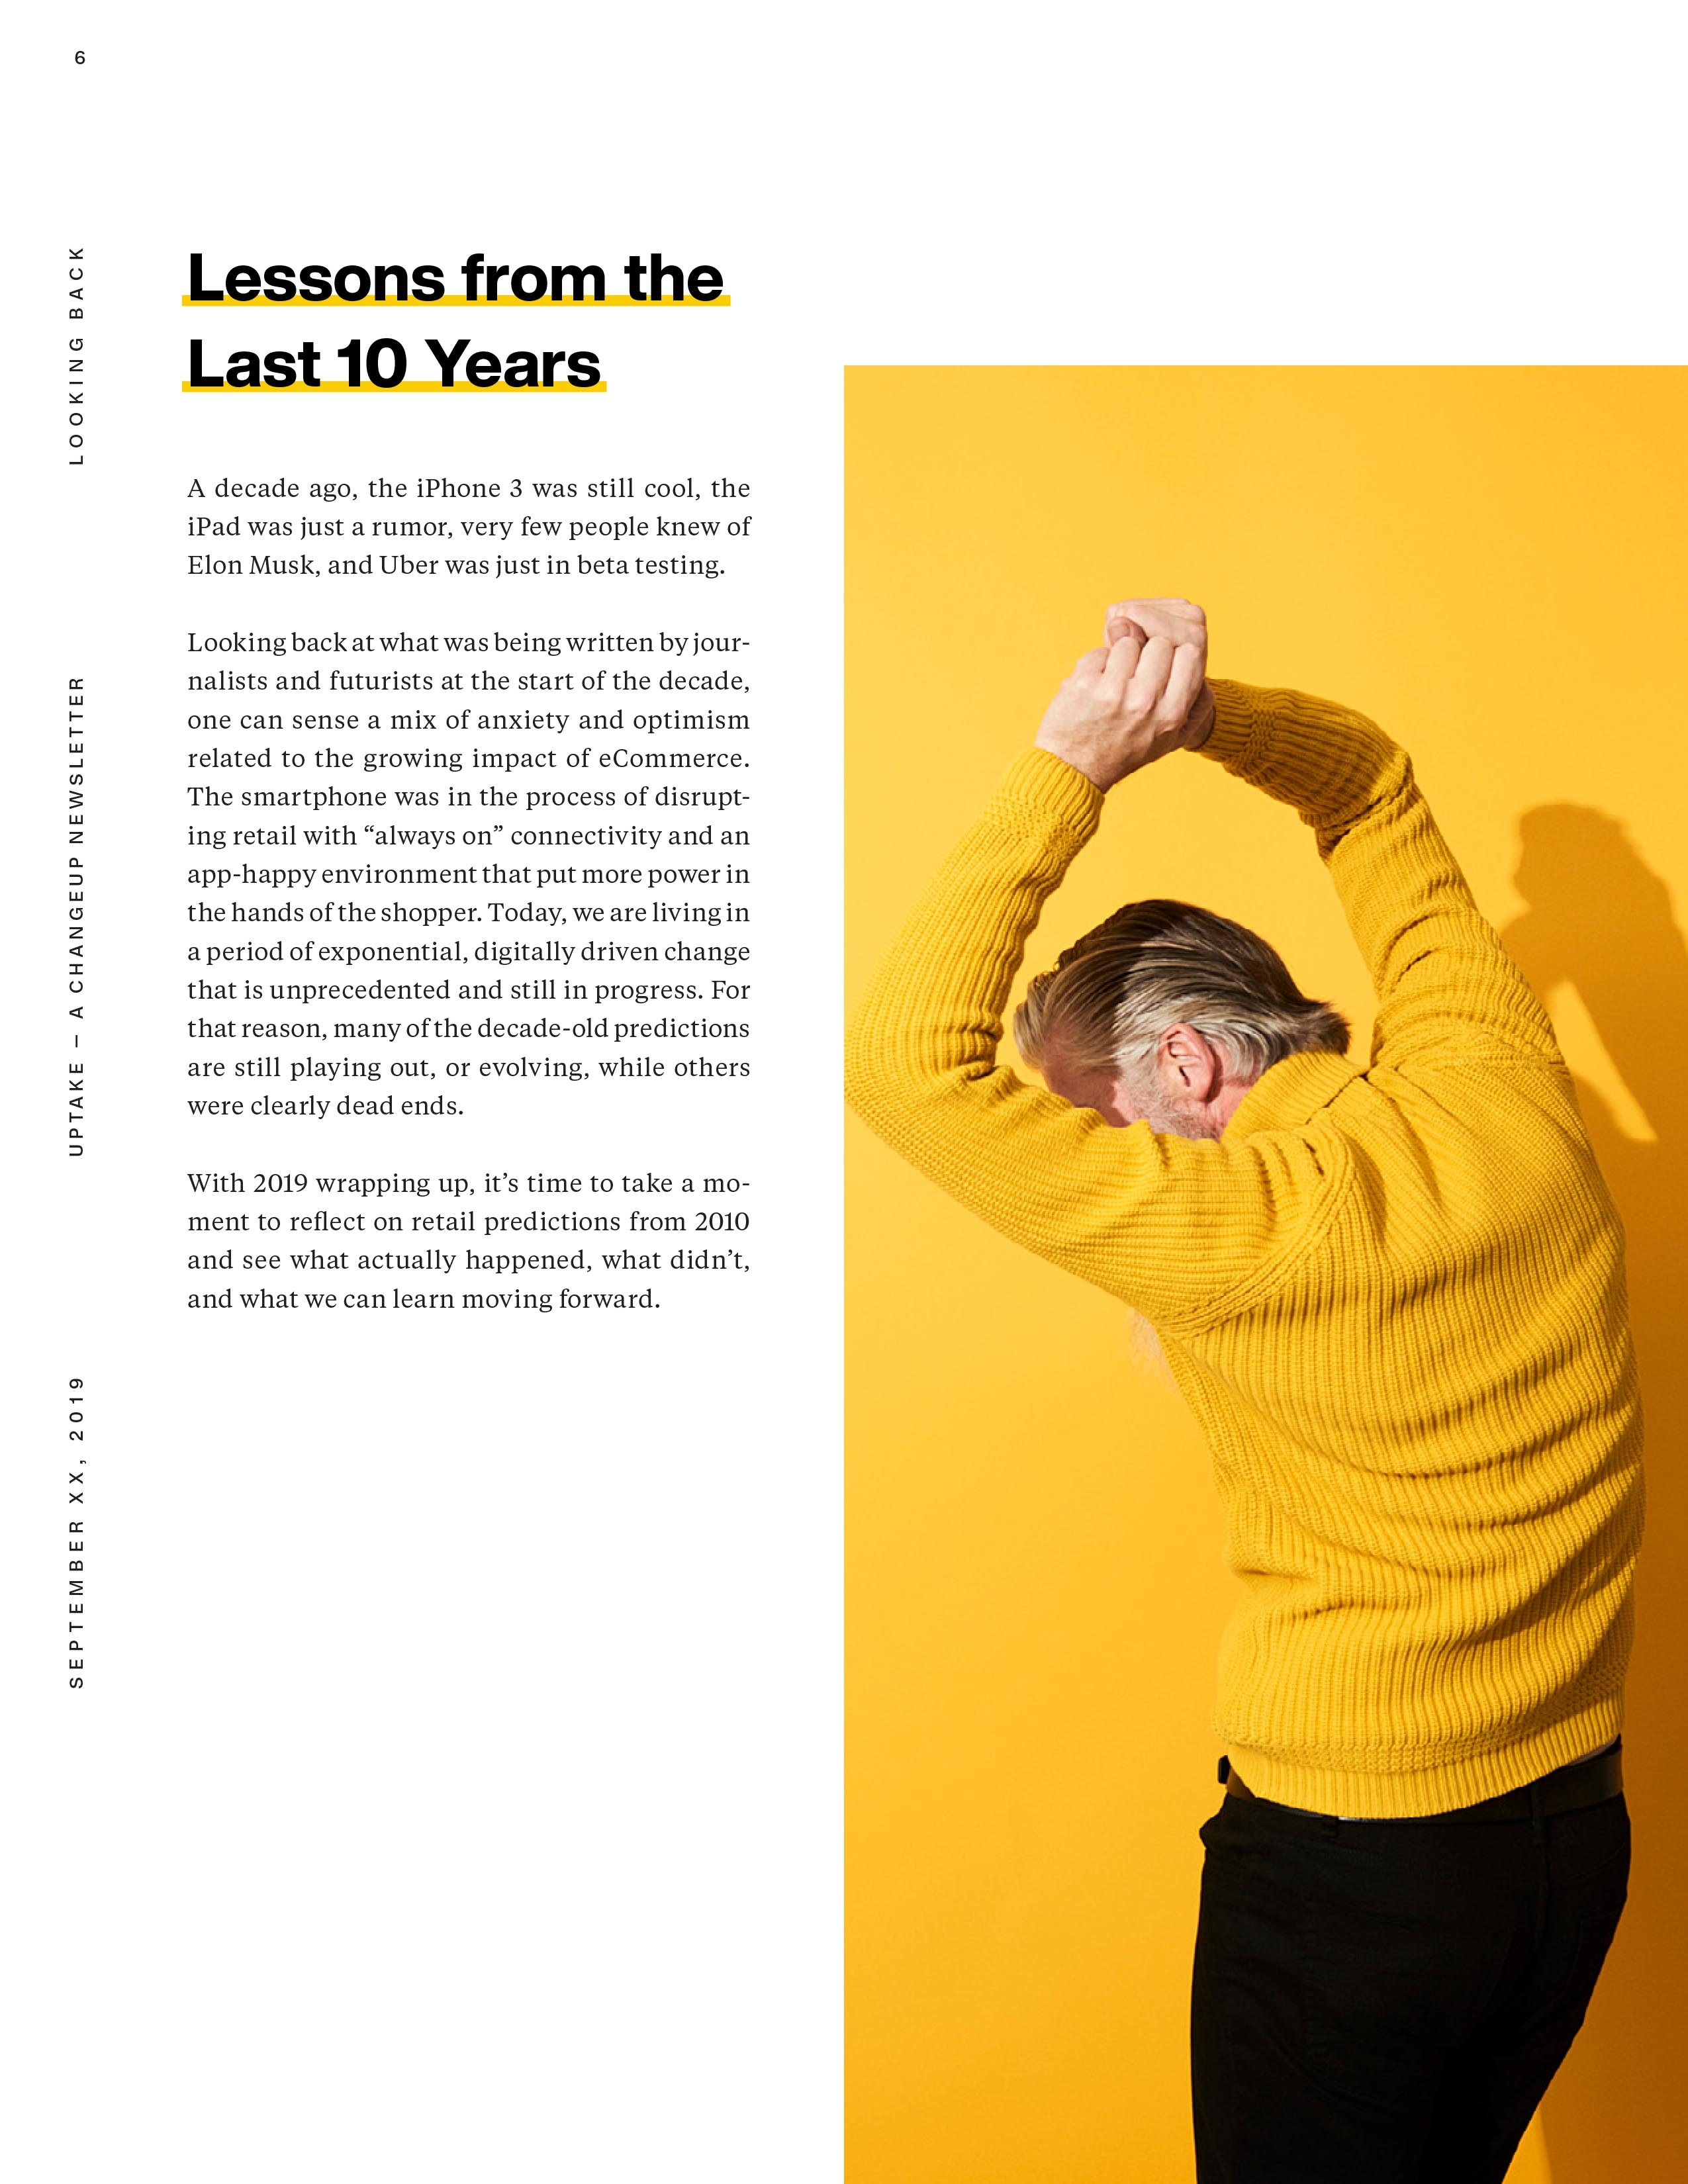 6
LOOKING BACK
UPTAKE — A CHANGEUP NEWSLETTER
SEPTEMBER XX, 2019
Lessons from the
Last 10 Years
A decade ago, the iPhone 3 was still cool, the
iPad was just a rumor, very few people knew of
Elon Musk, and Uber was just in beta testing.
Looking back at what was being written by jour-
nalists and futurists at the start of the decade,
one can sense a mix of anxiety and optimism
related to the growing impact of eCommerce.
The smartphone was in the process of disrupt-
ing retail with “always on” connectivity and an
app-happy environment that put more power in
the hands of the shopper. Today, we are living in
a period of exponential, digitally driven change
that is unprecedented and still in progress. For
that reason, many of the decade-old predictions
are still playing out, or evolving, while others
were clearly dead ends.
With 2019 wrapping up, it’s time to take a mo-
ment to reflect on retail predictions from 2010
and see what actually happened, what didn’t,
and what we can learn moving forward.